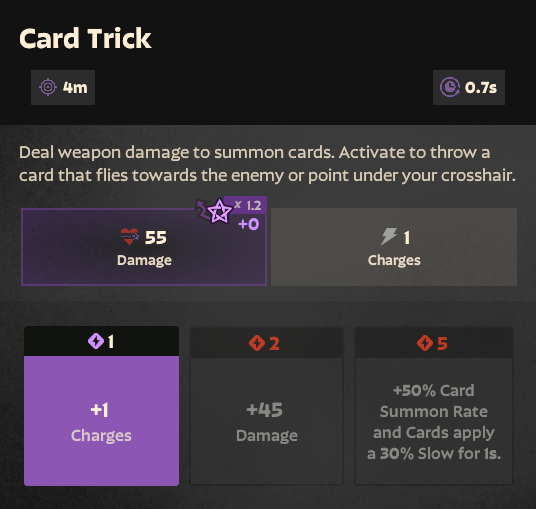 Card Trick
4m
0.7s
Deal weapon damage to summon cards. Activate to throw a
card that flies towards the enemy or point under your crosshair.
x 1.2
+0
55
Damage
1
Charges
1
+1
Charges
2
+45
Damage
5
+50% Card
Summon Rate
and Cards apply
a 30% Slow for 1s.